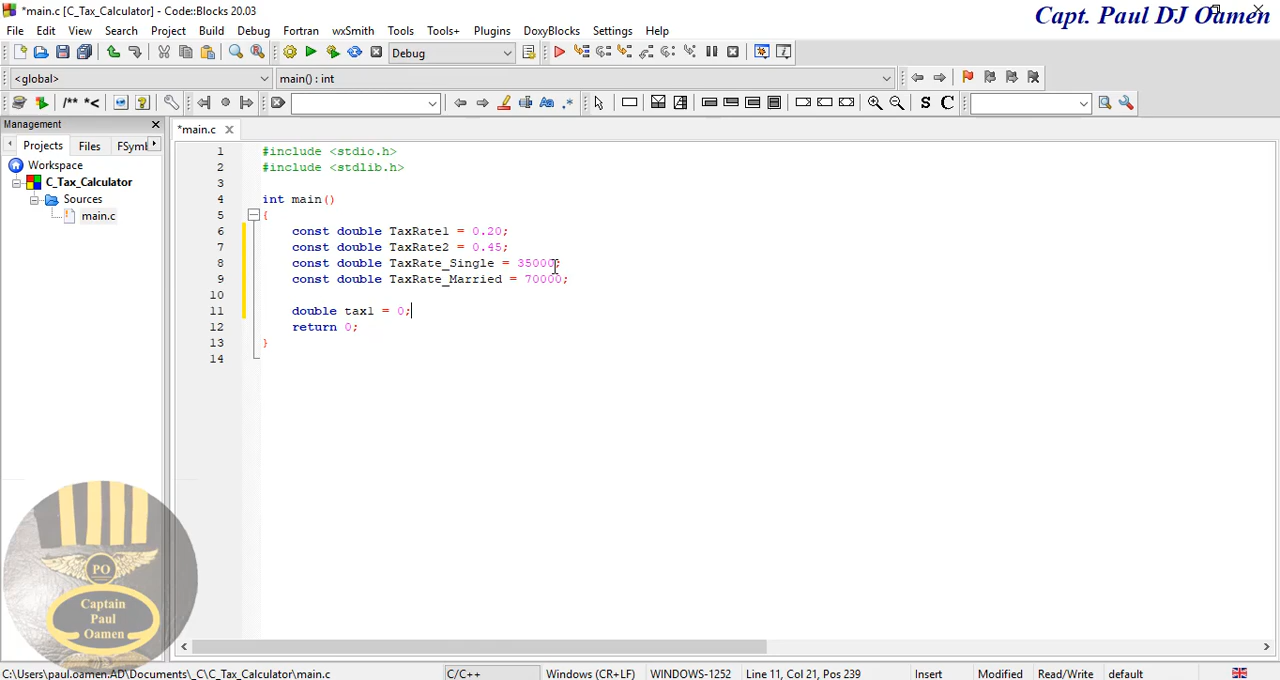 *main.c [C_Tax_Calculator] - Code::Blocks 20.03
Capt. Paul DJ Oamen
File Edit View Search Project Build Debug Fortran wxSmith Tools Tools+ Plugins DoxyBlocks Settings Help
Debug
<global> main() : int
/** *< S C
Management
*main.c
Projects Files FSymb
Workspace
C_Tax_Calculator
Sources
main.c
1 #include <stdio.h>
2 #include <stdlib.h>
3
4 int main()
5 {
6 const double TaxRate1 = 0.20;
7 const double TaxRate2 = 0.45;
8 const double TaxRate_Single = 35000;
9 const double TaxRate_Married = 70000;
10
11 double tax1 = 0;
12 return 0;
13 }
14
PO
Captain
Paul
Oamen
C:\Users\paul.oamen.AD\Documents\_C\C_Tax_Calculator\main.c C/C++ Windows (CR+LF) WINDOWS-1252 Line 11, Col 21, Pos 239 Insert Modified Read/Write default